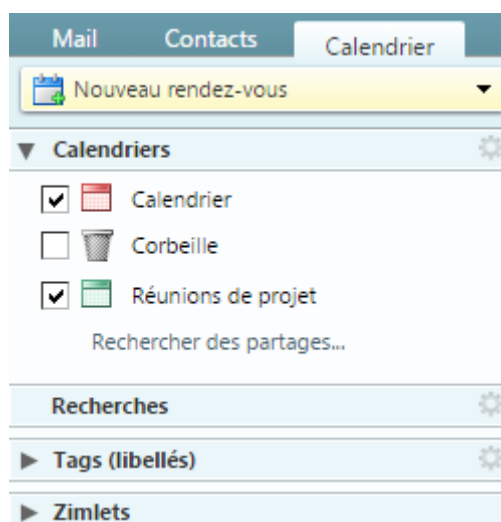 Mail Contacts Calendrier
Nouveau rendez-vous
Calendriers
Calendrier
Corbeille
Réunions de projet
Rechercher des partages...
Recherches
Tags (libellés)
Zimlets